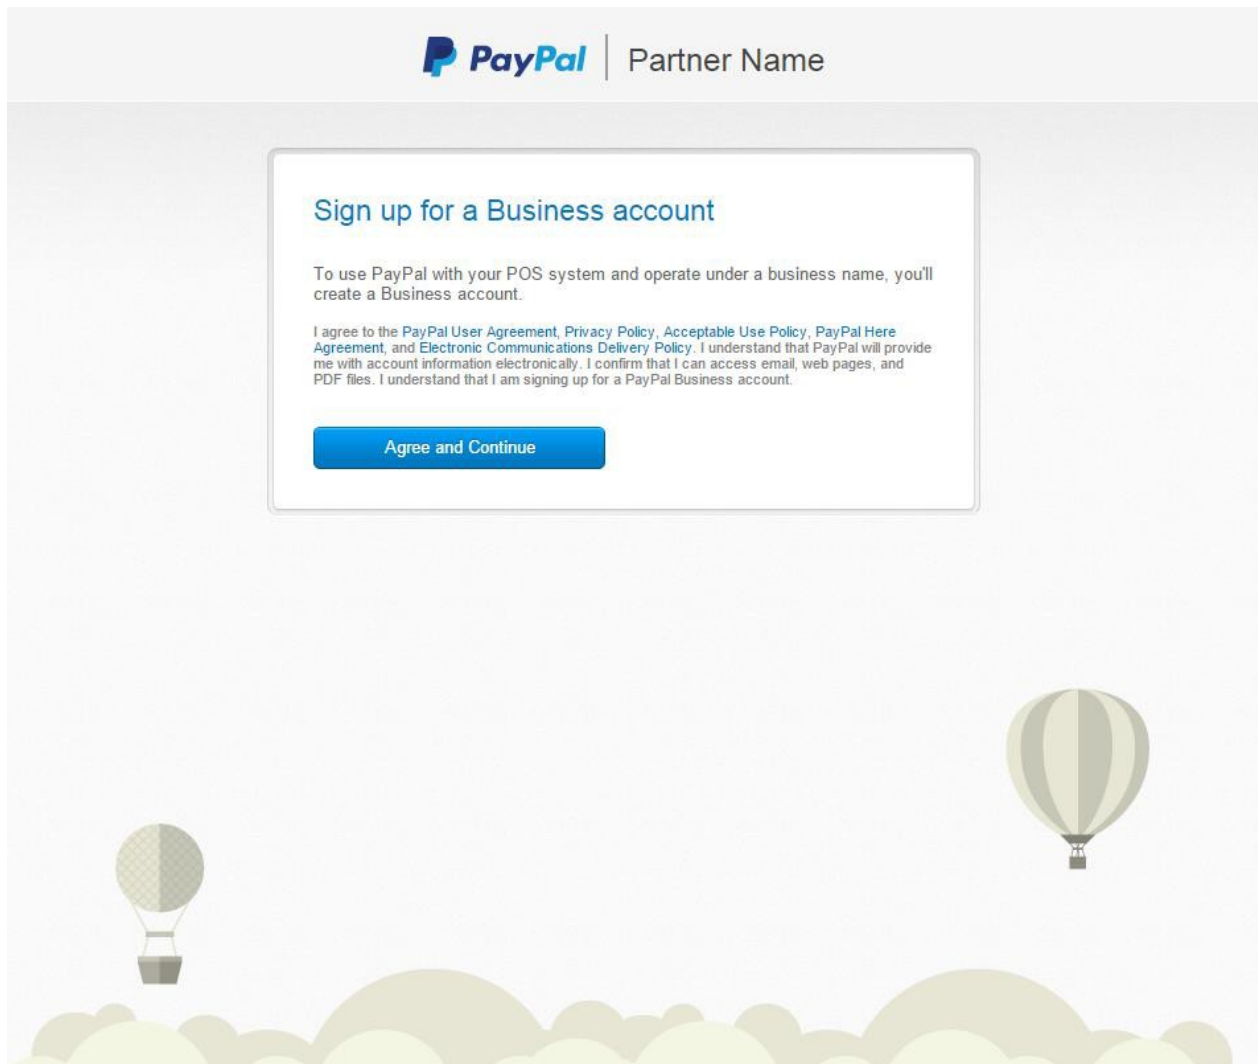 PayPal Partner Name
Sign up for a Business account
To use PayPal with your POS system and operate under a business name, you'll
create a Business account.
I agree to the PayPal User Agreement, Privacy Policy, Acceptable Use Policy, PayPal Here
Agreement, and Electronic Communications Delivery Policy. I understand that PayPal will provide
me with account information electronically. I confirm that I can access email, web pages, and
PDF files. I understand that I am signing up for a PayPal Business account.
Agree and Continue